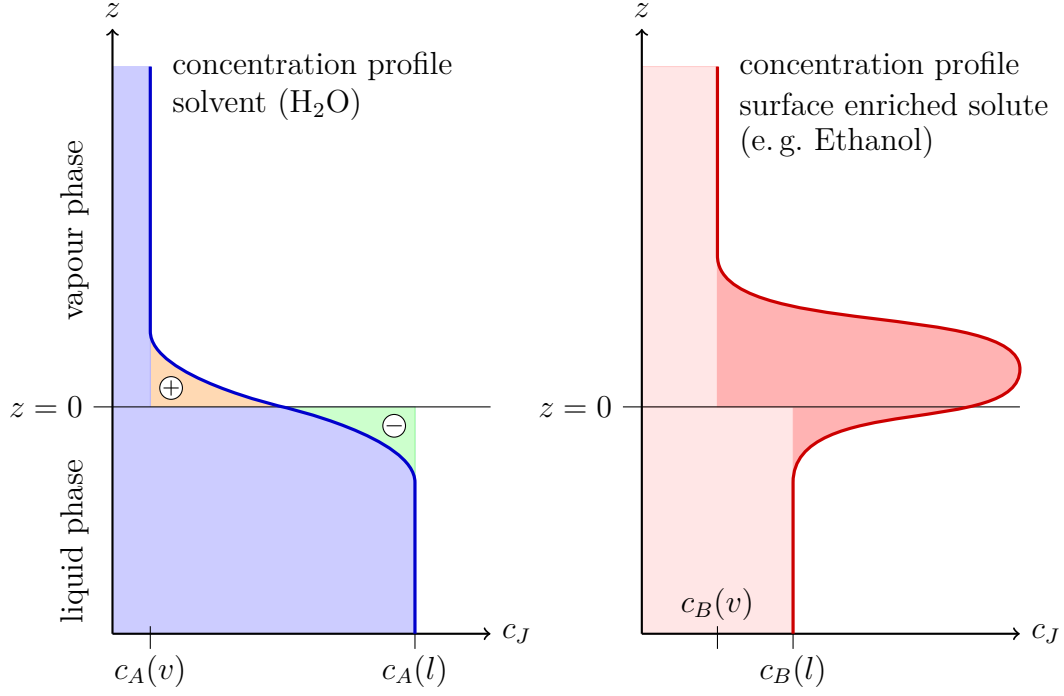 z
concentration profile
solvent (H₂O)
vapour phase
+
z = 0
−
liquid phase
c_A(v)
c_A(l)
c_J
z
concentration profile
surface enriched solute
(e. g. Ethanol)
z = 0
c_B(v)
c_B(l)
c_J